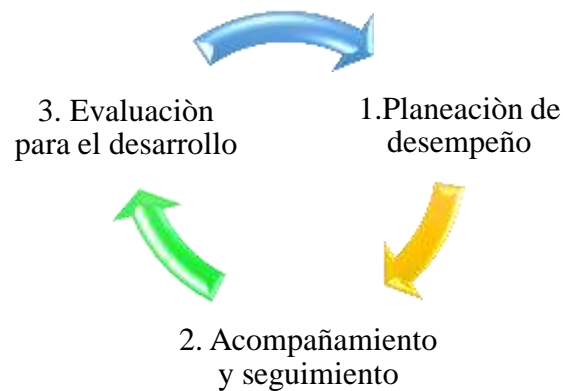 1.Planeaciòn de
desempeño
2. Acompañamiento
y seguimiento
3. Evaluaciòn
para el desarrollo